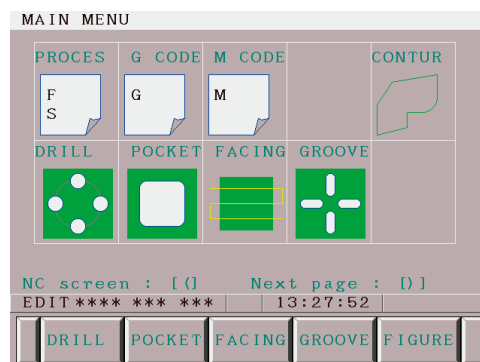 MAIN MENU
PROCES G CODE M CODE CONTUR
F G M
S
DRILL POCKET FACING GROOVE
NC screen : [(] Next page : [)]
EDIT**** *** *** 13:27:52
DRILL POCKET FACING GROOVE FIGURE